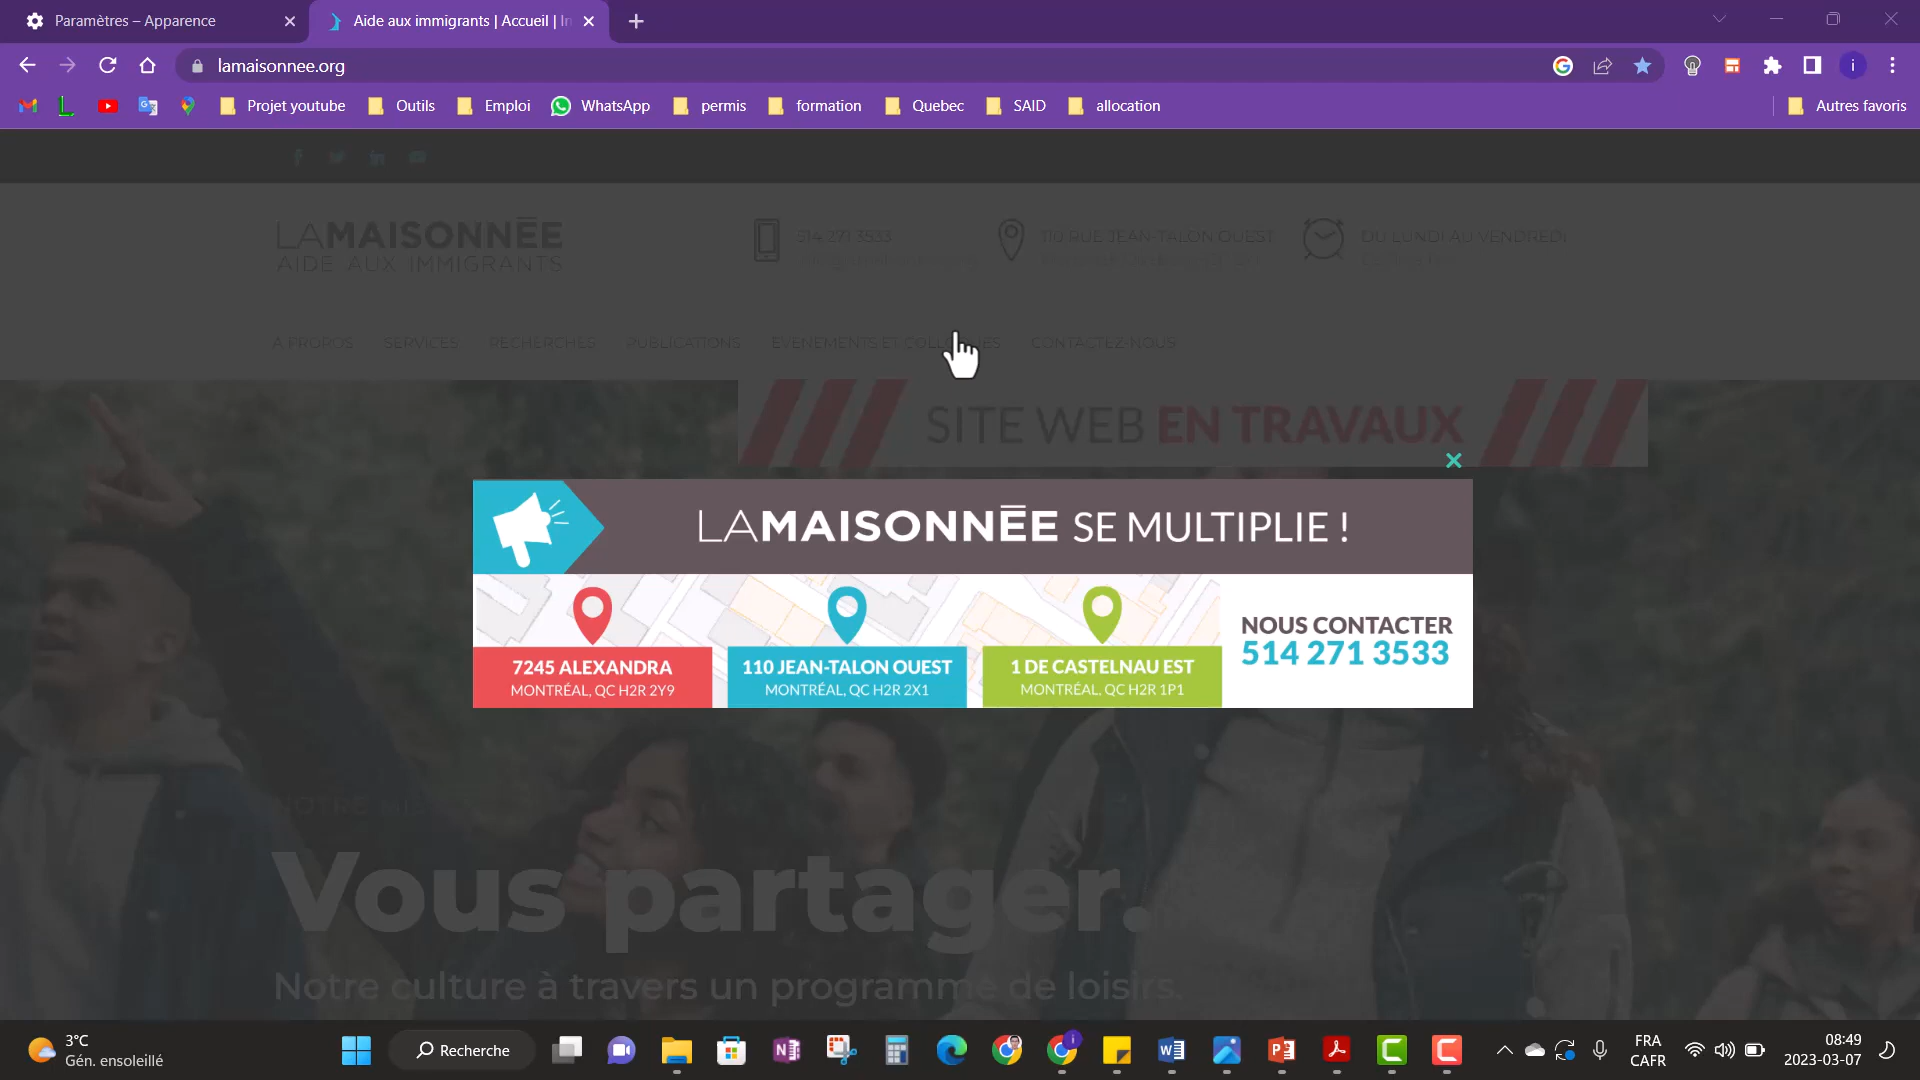 Paramètres – Apparence
Aide aux immigrants | Accueil | In
lamaisonnee.org
Projet youtube
Outils
Emploi
WhatsApp
permis
formation
Quebec
SAID
allocation
Autres favoris
LAMAISONNĒE
AIDE AUX IMMIGRANTS
514 271 3533
110 RUE JEAN-TALON OUEST
DU LUNDI AU VENDREDI
À PROPOS
SERVICES
RECHERCHES
PUBLICATIONS
ÉVÉNEMENTS ET COLLOQUES
CONTACTEZ-NOUS
SITE WEB EN TRAVAUX
LAMAISONNĒE SE MULTIPLIE !
7245 ALEXANDRA
MONTRÉAL, QC H2R 2Y9
110 JEAN-TALON OUEST
MONTRÉAL, QC H2R 2X1
1 DE CASTELNAU EST
MONTRÉAL, QC H2R 1P1
NOUS CONTACTER
514 271 3533
NOTRE
Vous partager.
Notre culture à travers un programme de loisirs.
3°C
Gén. ensoleillé
Recherche
FRA
CAFR
08:49
2023-03-07